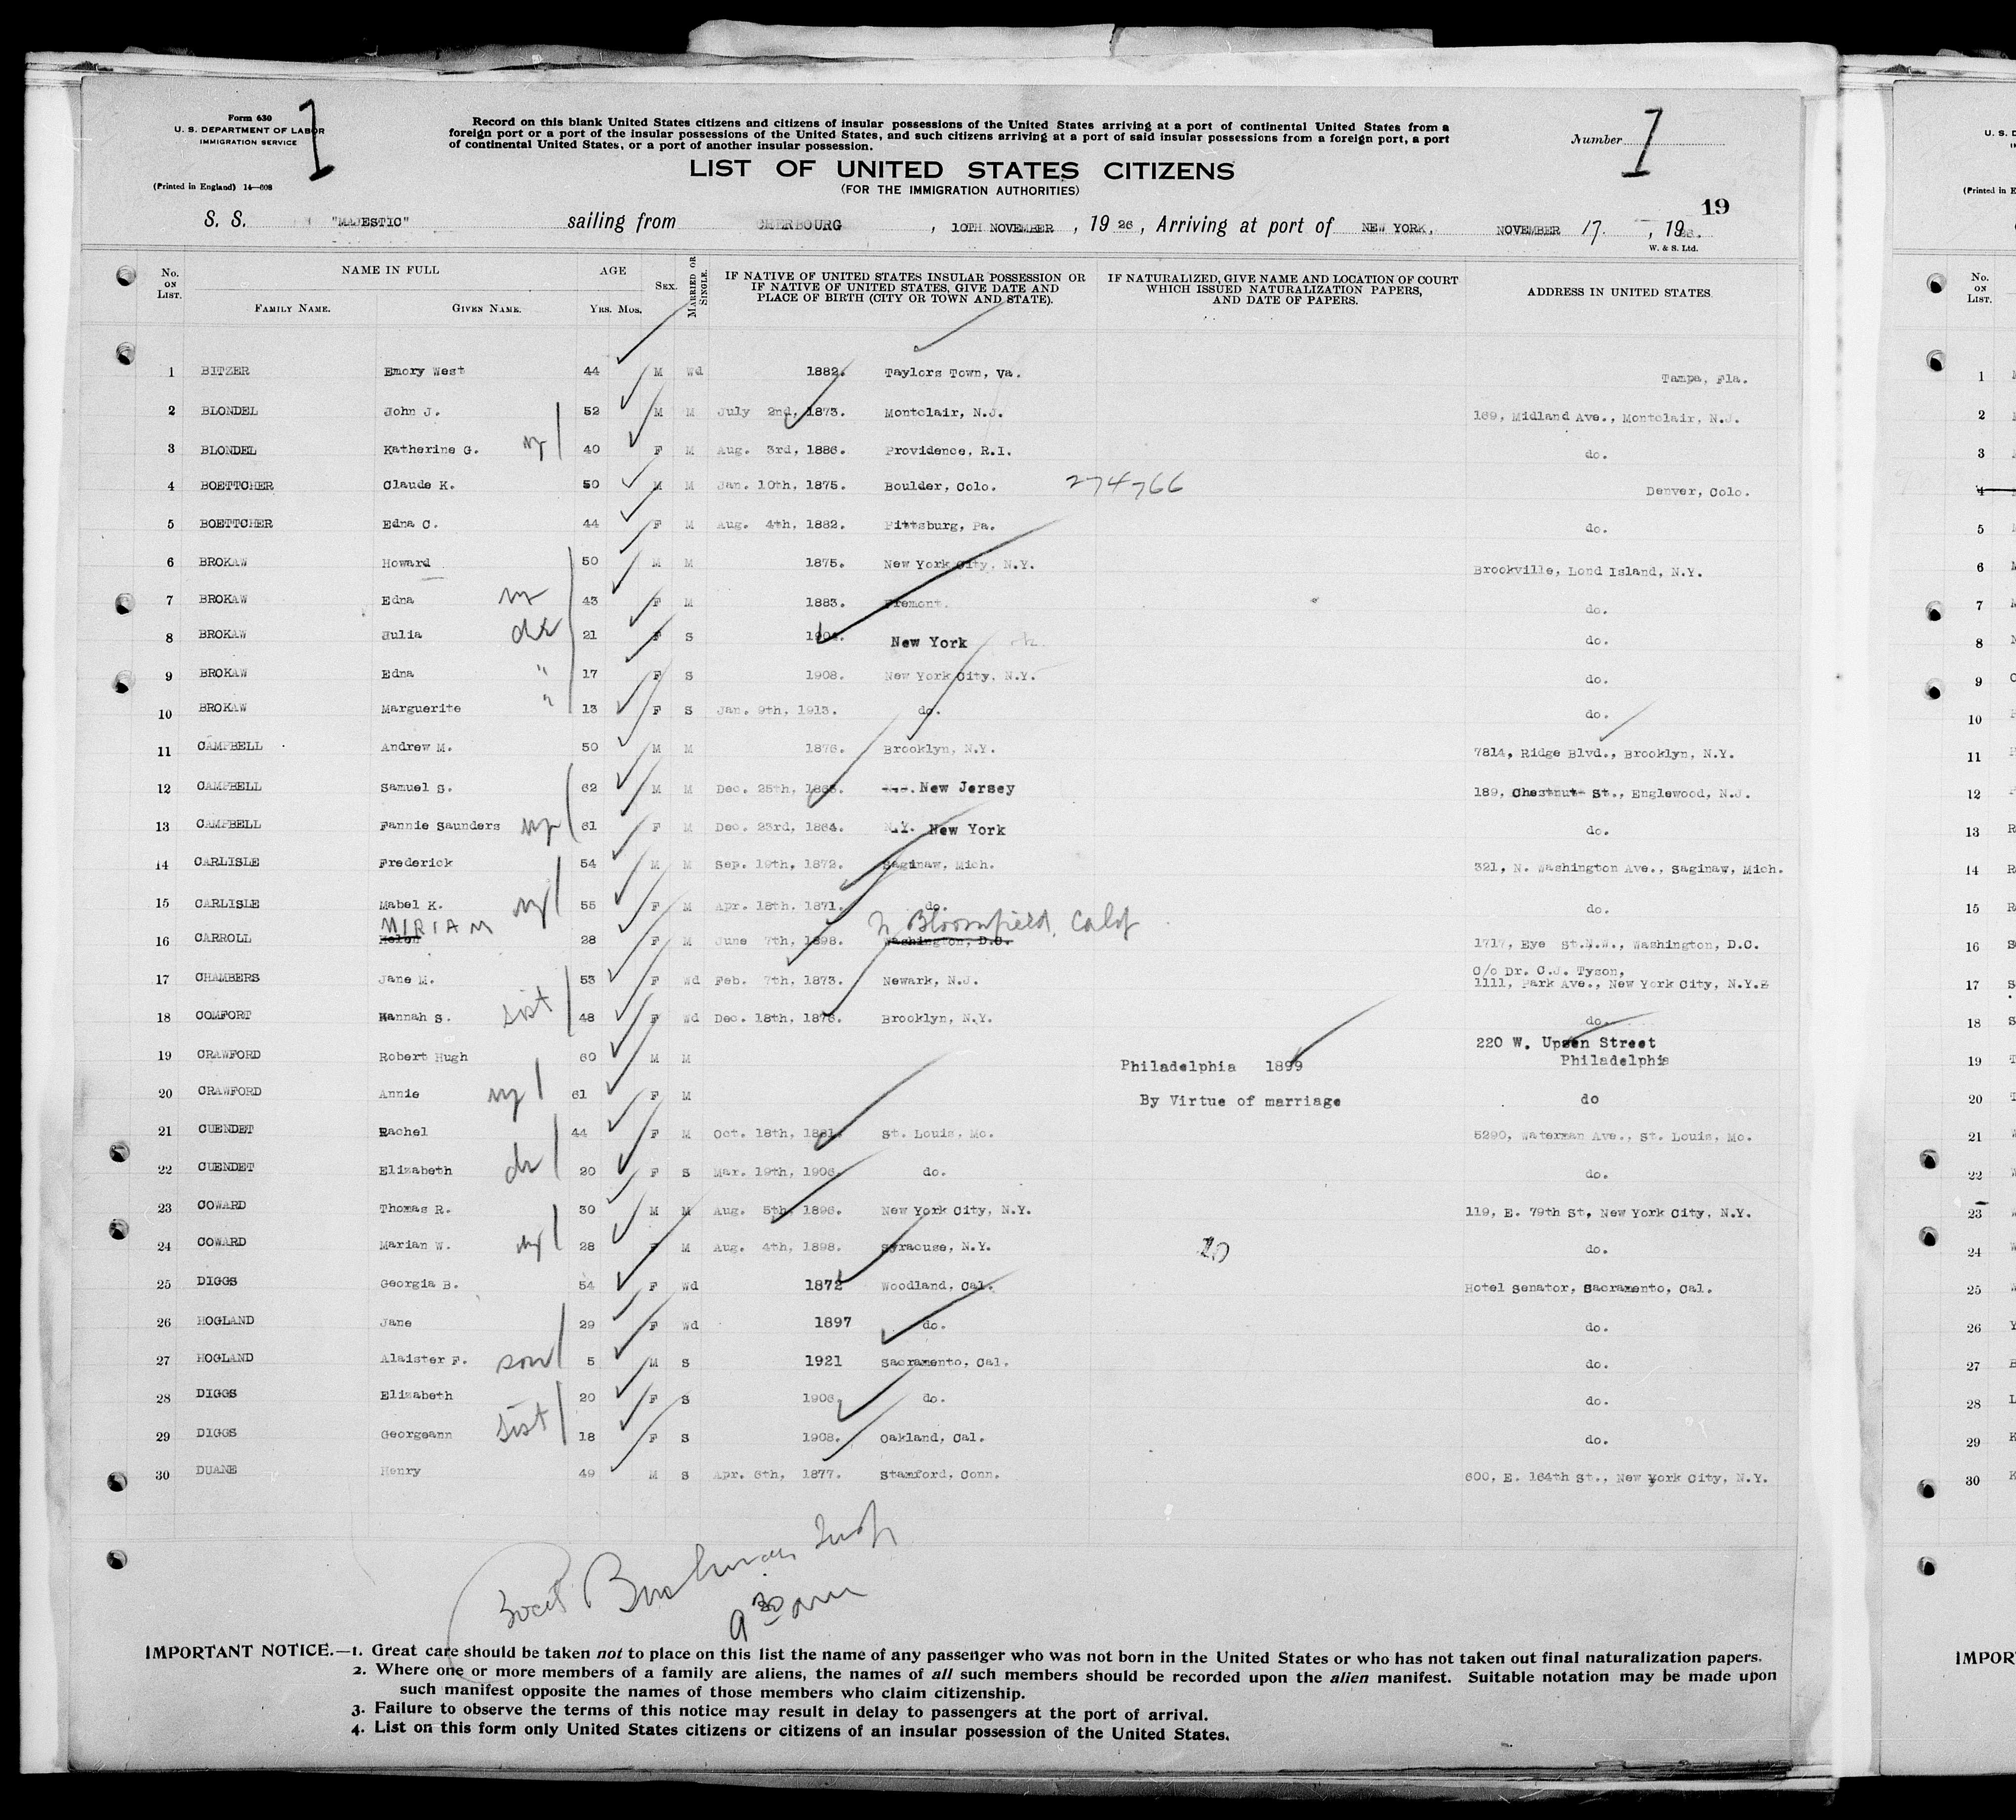 Form 630
U. S. DEPARTMENT OF LABOR
IMMIGRATION SERVICE
(Printed in England) 14—608
1
Record on this blank United States citizens and citizens of insular possessions of the United States arriving at a port of continental United States from a
foreign port or a port of the insular possessions of the United States, and such citizens arriving at a port of said insular possessions from a foreign port, a port
of continental United States, or a port of another insular possession.
LIST OF UNITED STATES CITIZENS
(FOR THE IMMIGRATION AUTHORITIES)
Number 1
19
S. S. "MAJESTIC" sailing from CHERBOURG, 10TH NOVEMBER, 19 26, Arriving at port of NEW YORK, NOVEMBER 17., 1926.
W. & S. Ltd.
No. ON LIST. NAME IN FULL AGE SEX. MARRIED OR SINGLE. IF NATIVE OF UNITED STATES INSULAR POSSESSION OR IF NATIVE OF UNITED STATES, GIVE DATE AND PLACE OF BIRTH (CITY OR TOWN AND STATE). IF NATURALIZED, GIVE NAME AND LOCATION OF COURT WHICH ISSUED NATURALIZATION PAPERS, AND DATE OF PAPERS. ADDRESS IN UNITED STATES
FAMILY NAME. GIVEN NAME. YRS. MOS.
1 BITZER Emory West 44 M Wd 1882. Taylors Town, Va. Tampa, Fla.
2 BLONDEL John J. 52 M M July 2nd, 1873. Montclair, N.J. 169, Midland Ave., Montclair, N.J.
3 BLONDEL Katherine G. 40 F M Aug. 3rd, 1886. Providence, R.I. do.
4 BOETTCHER Claude K. 50 M M Jan. 10th, 1875. Boulder, Colo. 274766 Denver, Colo.
5 BOETTCHER Edna C. 44 F M Aug. 4th, 1882. Pittsburg, Pa. do.
6 BROKAW Howard 50 M M 1875. New York City, N.Y. Brookville, Lond Island, N.Y.
7 BROKAW Edna 43 F M 1883. Fremont. do.
8 BROKAW Julia 21 F S 1904. New York do.
9 BROKAW Edna " 17 F S 1908. New York City, N.Y. do.
10 BROKAW Marguerite " 13 F S Jan. 9th, 1913. do. do.
11 CAMPBELL Andrew M. 50 M M 1876. Brooklyn, N.Y. 7814, Ridge Blvd., Brooklyn, N.Y.
12 CAMPBELL Samuel S. 62 M M Dec. 25th, 1863. New Jersey 189, Chestnut St., Englewood, N.J.
13 CAMPBELL Fannie Saunders 61 F M Dec. 23rd, 1864. N.Y. New York do.
14 CARLISLE Frederick 54 M M Sep. 19th, 1872. Saginaw, Mich. 321, N. Washington Ave., Saginaw, Mich.
15 CARLISLE Mabel K. 55 F M Apr. 18th, 1871. do. do.
MIRIAM N. Bloomfield, Calif
16 CARROLL Helen 28 F M June 7th, 1898. Washington, D.C. 1717, Eye St.N.W., Washington, D.C.
17 CHAMBERS Jane M. 53 F Wd Feb. 7th, 1873. Newark, N.J. C/o Dr. C.J. Tyson,
1111, Park Ave., New York City, N.Y.
18 COMFORT Hannah S. sist 48 F Wd Dec. 18th, 1878. Brooklyn, N.Y. do.
19 CRAWFORD Robert Hugh 60 M M Philadelphia 1899 220 W. Upsen Street
Philadelphia
20 CRAWFORD Annie 61 F M By Virtue of marriage do
21 CUENDET Rachel 44 F M Oct. 18th, 1881. St. Louis, Mo. 5290, Waterman Ave., St. Louis, Mo.
22 CUENDET Elizabeth 20 F S Mar. 19th, 1906. do. do.
23 COWARD Thomas R. 30 M M Aug. 5th, 1896. New York City, N.Y. 119, E. 79th St, New York City, N.Y.
24 COWARD Marian W. 28 F M Aug. 4th, 1898. Syracuse, N.Y. do.
25 DIGGS Georgia B. 54 F Wd 1872 Woodland, Cal. Hotel Senator, Sacramento, Cal.
26 HOGLAND Jane 29 F Wd 1897 do. do.
27 HOGLAND Alaister F. son 5 M S 1921 Sacramento, Cal. do.
28 DIGGS Elizabeth 20 F S 1906. do. do.
29 DIGGS Georgeann sist 18 F S 1908. Oakland, Cal. do.
30 DUANE Henry 49 M S Apr. 6th, 1877. Stamford, Conn. 600, E. 164th St., New York City, N.Y.
9 30 am
IMPORTANT NOTICE.—1. Great care should be taken not to place on this list the name of any passenger who was not born in the United States or who has not taken out final naturalization papers.
2. Where one or more members of a family are aliens, the names of all such members should be recorded upon the alien manifest. Suitable notation may be made upon
such manifest opposite the names of those members who claim citizenship.
3. Failure to observe the terms of this notice may result in delay to passengers at the port of arrival.
4. List on this form only United States citizens or citizens of an insular possession of the United States.